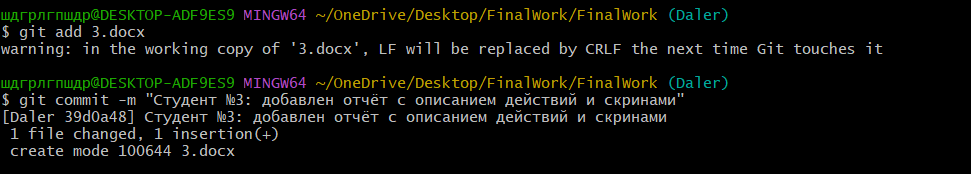 щдгрлгпшдр@DESKTOP-ADF9ES9 MINGW64 ~/OneDrive/Desktop/FinalWork/FinalWork (Daler)
$ git add 3.docx
warning: in the working copy of '3.docx', LF will be replaced by CRLF the next time Git touches it
щдгрлгпшдр@DESKTOP-ADF9ES9 MINGW64 ~/OneDrive/Desktop/FinalWork/FinalWork (Daler)
$ git commit -m "Студент №3: добавлен отчёт с описанием действий и скринами"
[Daler 39d0a48] Студент №3: добавлен отчёт с описанием действий и скринами
1 file changed, 1 insertion(+)
create mode 100644 3.docx